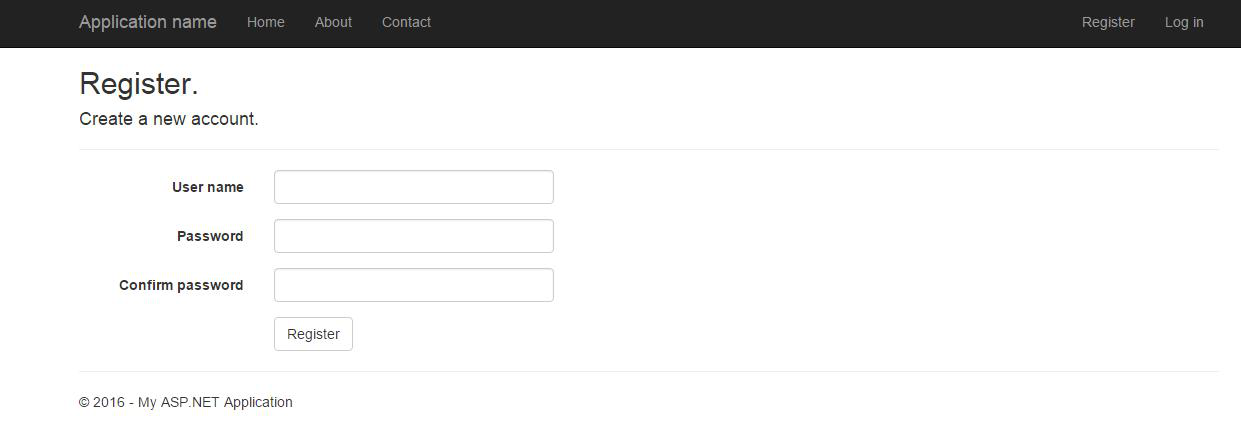 Application name Home About Contact Register Log in
Register.
Create a new account.
User name
Password
Confirm password
Register
© 2016 - My ASP.NET Application